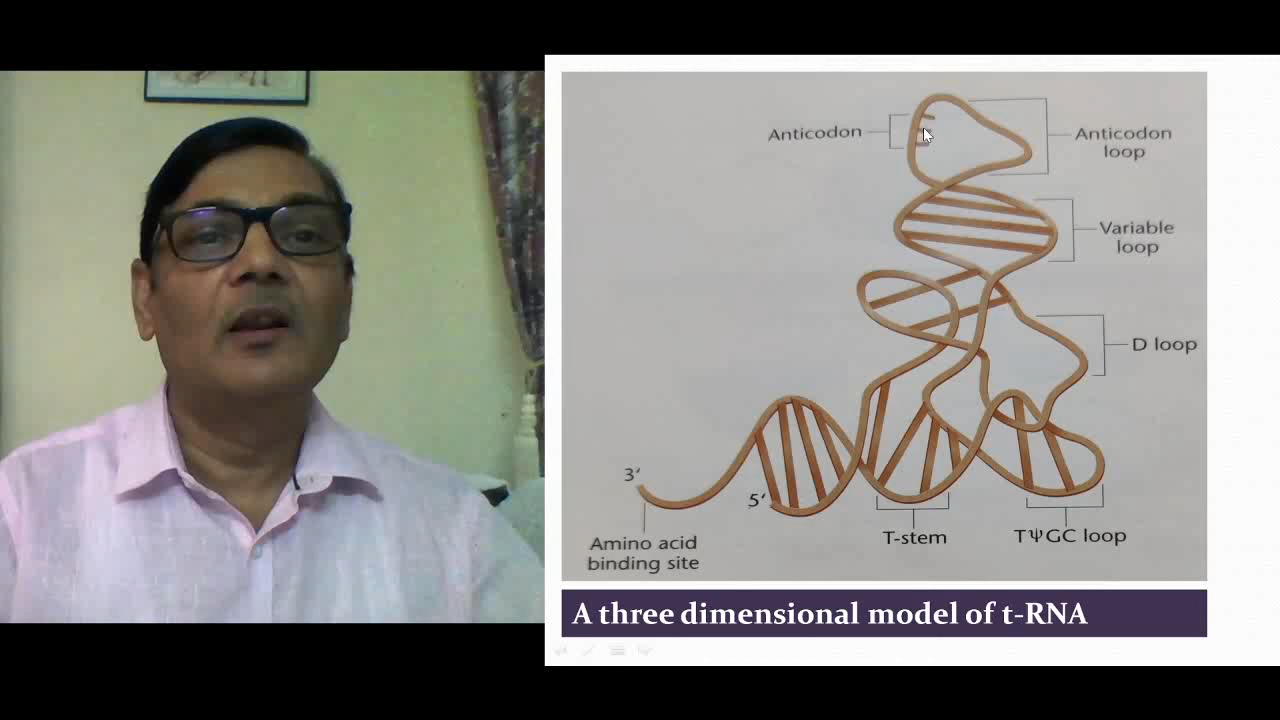 Anticodon
Anticodon
loop
Variable
loop
D loop
3′
5′
T-stem
TΨGC loop
Amino acid
binding site
A three dimensional model of t-RNA